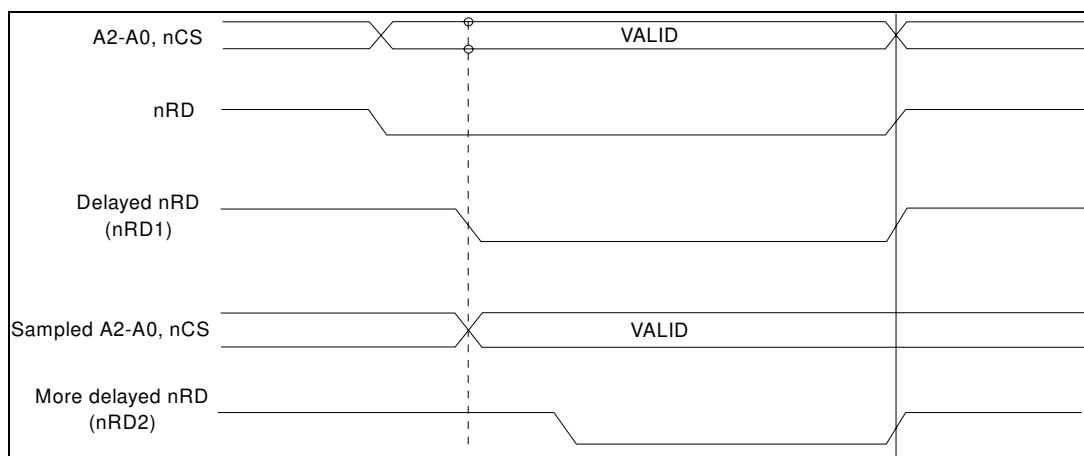 A2-A0, nCS
VALID
nRD
Delayed nRD
(nRD1)
Sampled A2-A0, nCS
VALID
More delayed nRD
(nRD2)